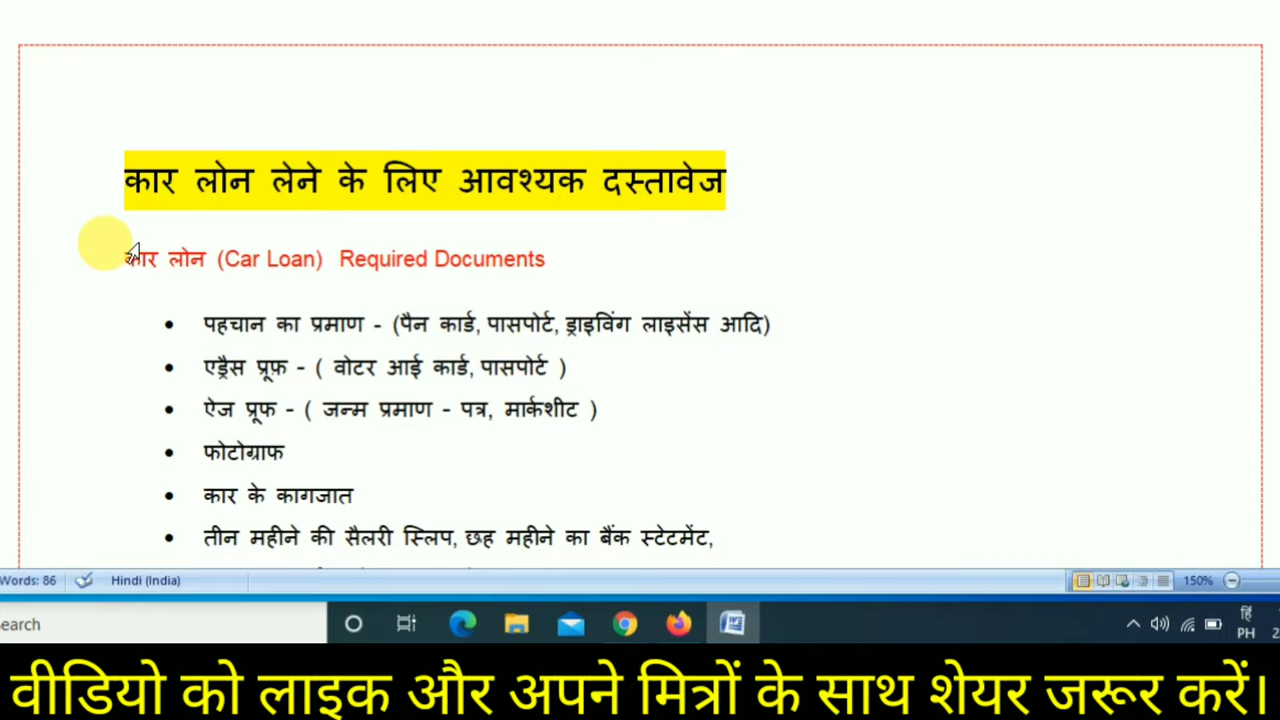 कार लोन लेने के लिए आवश्यक दस्तावेज
कार लोन (Car Loan) Required Documents
• पहचान का प्रमाण - (पैन कार्ड, पासपोर्ट, ड्राइविंग लाइसेंस आदि)
• एड्रैस प्रूफ़ - ( वोटर आई कार्ड, पासपोर्ट )
• ऐज प्रूफ - ( जन्म प्रमाण - पत्र, मार्कशीट )
• फोटोग्राफ
• कार के कागजात
• तीन महीने की सैलरी स्लिप, छह महीने का बैंक स्टेटमेंट,
Words: 86 Hindi (India) 150%
earch
हिं
PH
वीडियो को लाइक और अपने मित्रों के साथ शेयर जरूर करें।